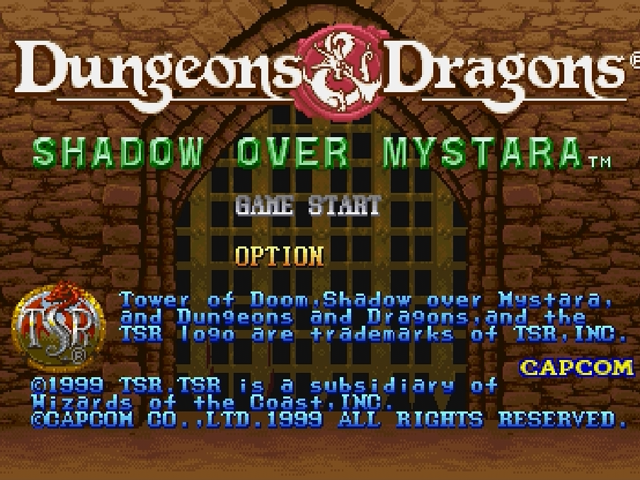 Dungeons & Dragons®
SHADOW OVER MYSTARA™
GAME START
OPTION
Tower of Doom,Shadow over Mystara,
and Dungeons and Dragons,and the
TSR logo are trademarks of TSR,INC.
TSR®
CAPCOM
©1999 TSR.TSR is a subsidiary of
Wizards of the Coast,INC.
©CAPCOM CO.,LTD.1999 ALL RIGHTS RESERVED.